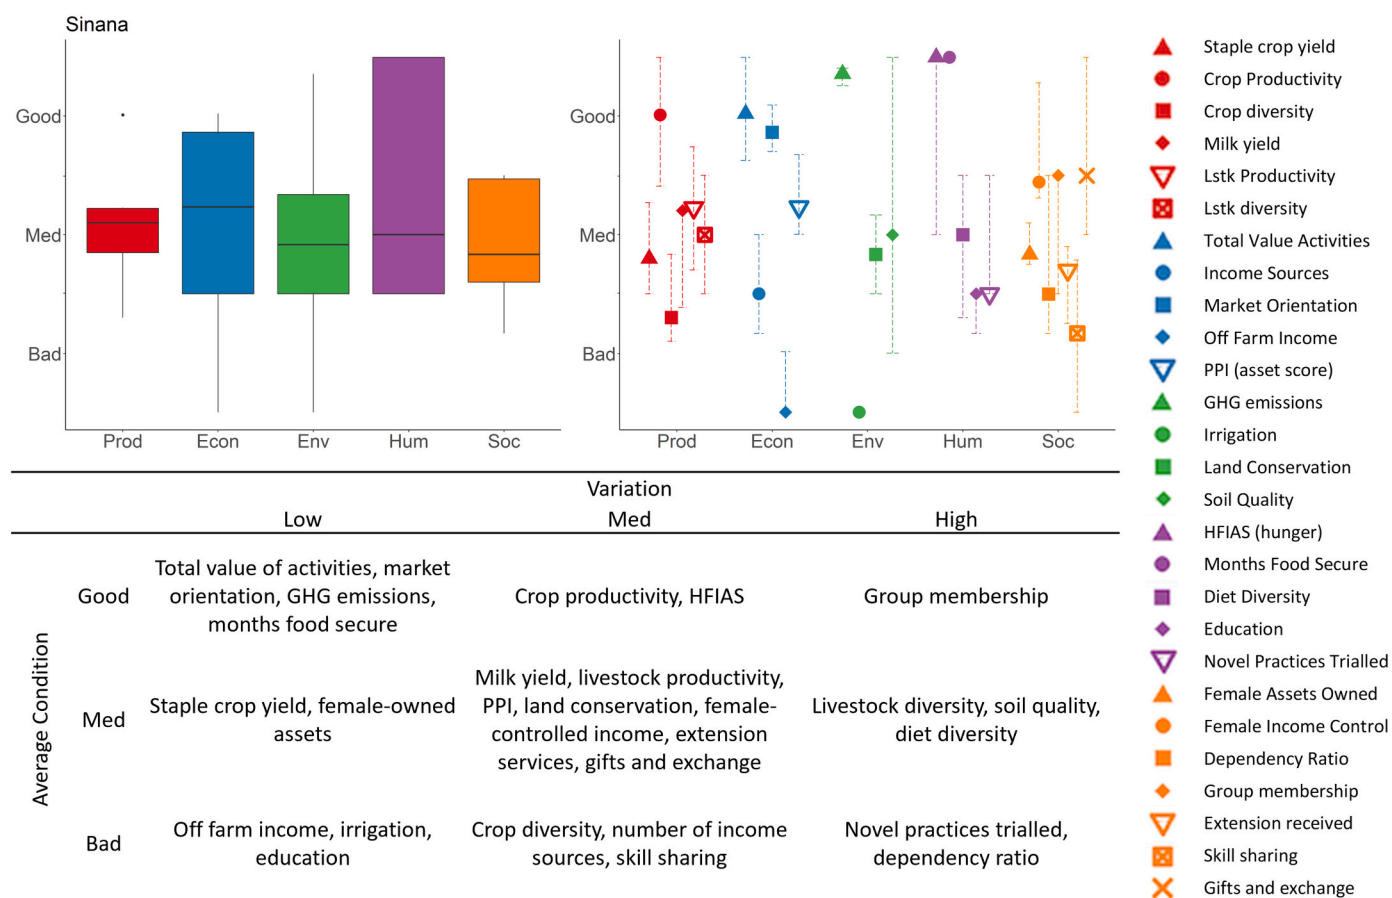 Sinana
Good
Med
Bad
Prod
Econ
Env
Hum
Soc
Good
Med
Bad
Prod
Econ
Env
Hum
Soc
Staple crop yield
Crop Productivity
Crop diversity
Milk yield
Lstk Productivity
Lstk diversity
Total Value Activities
Income Sources
Market Orientation
Off Farm Income
PPI (asset score)
GHG emissions
Irrigation
Land Conservation
Soil Quality
HFIAS (hunger)
Months Food Secure
Diet Diversity
Education
Novel Practices Trialled
Female Assets Owned
Female Income Control
Dependency Ratio
Group membership
Extension received
Skill sharing
Gifts and exchange
Variation
Low
Med
High
Average Condition
Good
Total value of activities, market
orientation, GHG emissions,
months food secure
Crop productivity, HFIAS
Group membership
Med
Staple crop yield, female-owned
assets
Milk yield, livestock productivity,
PPI, land conservation, female-
controlled income, extension
services, gifts and exchange
Livestock diversity, soil quality,
diet diversity
Bad
Off farm income, irrigation,
education
Crop diversity, number of income
sources, skill sharing
Novel practices trialled,
dependency ratio